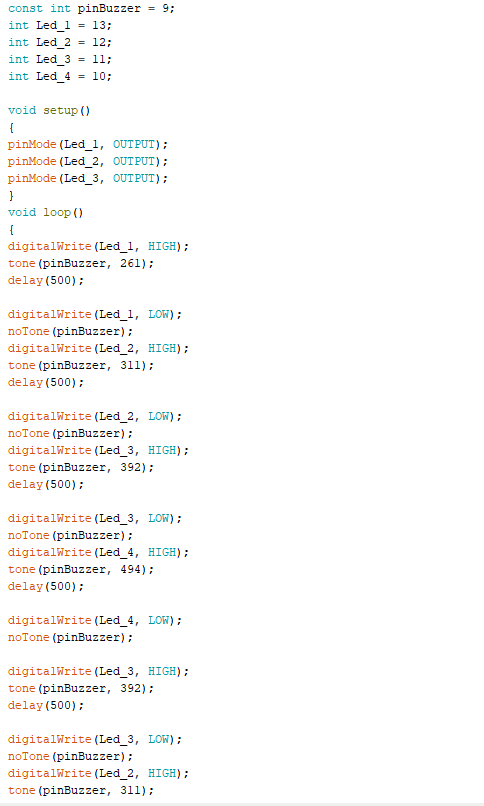 const int pinBuzzer = 9;
int Led_1 = 13;
int Led_2 = 12;
int Led_3 = 11;
int Led_4 = 10;
void setup()
{
pinMode(Led_1, OUTPUT);
pinMode(Led_2, OUTPUT);
pinMode(Led_3, OUTPUT);
}
void loop()
{
digitalWrite(Led_1, HIGH);
tone(pinBuzzer, 261);
delay(500);
digitalWrite(Led_1, LOW);
noTone(pinBuzzer);
digitalWrite(Led_2, HIGH);
tone(pinBuzzer, 311);
delay(500);
digitalWrite(Led_2, LOW);
noTone(pinBuzzer);
digitalWrite(Led_3, HIGH);
tone(pinBuzzer, 392);
delay(500);
digitalWrite(Led_3, LOW);
noTone(pinBuzzer);
digitalWrite(Led_4, HIGH);
tone(pinBuzzer, 494);
delay(500);
digitalWrite(Led_4, LOW);
noTone(pinBuzzer);
digitalWrite(Led_3, HIGH);
tone(pinBuzzer, 392);
delay(500);
digitalWrite(Led_3, LOW);
noTone(pinBuzzer);
digitalWrite(Led_2, HIGH);
tone(pinBuzzer, 311);